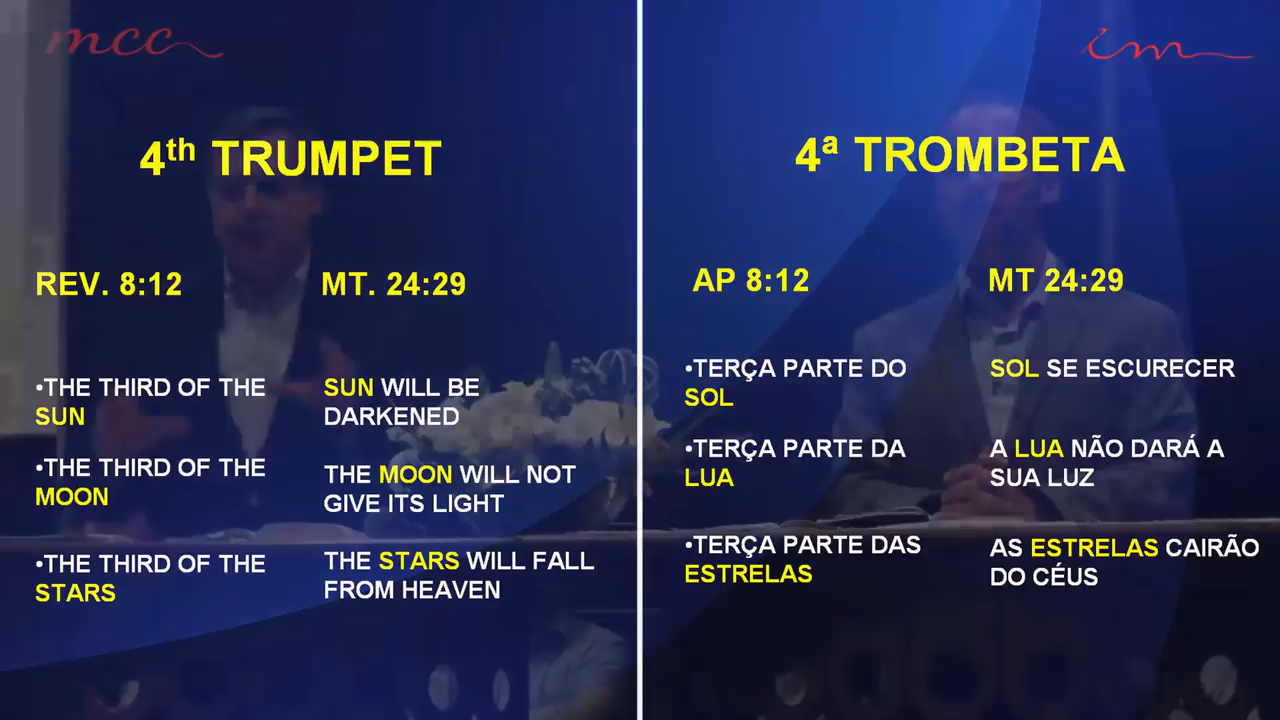 mcc
im
4th TRUMPET
REV. 8:12
MT. 24:29
•THE THIRD OF THE
SUN
•THE THIRD OF THE
MOON
•THE THIRD OF THE
STARS
SUN WILL BE
DARKENED
THE MOON WILL NOT
GIVE ITS LIGHT
THE STARS WILL FALL
FROM HEAVEN
4ª TROMBETA
AP 8:12
MT 24:29
•TERÇA PARTE DO
SOL
•TERÇA PARTE DA
LUA
•TERÇA PARTE DAS
ESTRELAS
SOL SE ESCURECER
A LUA NÃO DARÁ A
SUA LUZ
AS ESTRELAS CAIRÃO
DO CÉUS